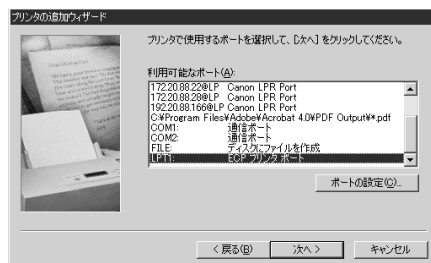 プリンタの追加ウィザード
プリンタで使用するポートを選択して、[次へ] をクリックしてください。
利用可能なポート(A):
172.20.88.22@LP Canon LPR Port
172.20.88.28@LP Canon LPR Port
192.20.88.166@LP Canon LPR Port
C:¥Program Files¥Adobe¥Acrobat 4.0¥PDF Output¥*.pdf
COM1: 通信ポート
COM2: 通信ポート
FILE: ディスクにファイルを作成
LPT1: ECP プリンタ ポート
ポートの設定(C)...
< 戻る(B) 次へ > キャンセル